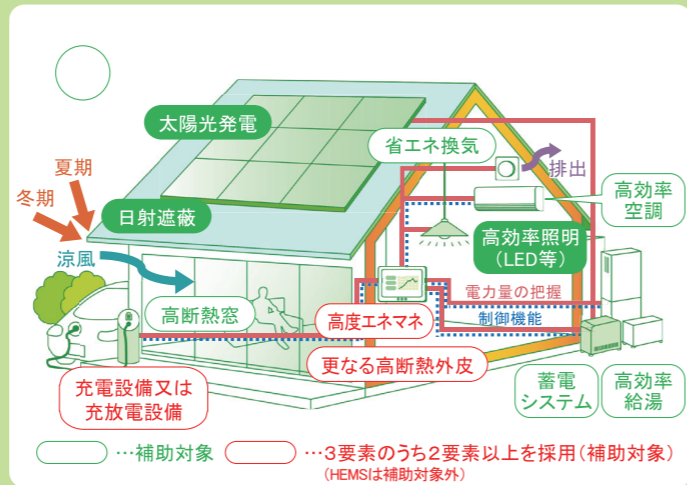 太陽光発電
省エネ換気
排出
夏期
冬期
日射遮蔽
高効率
空調
高効率照明
(LED等)
涼風
電力量の把握
高断熱窓
高度エネマネ
制御機能
更なる高断熱外皮
充電設備又は
充放電設備
蓄電
システム
高効率
給湯
…補助対象
…3要素のうち2要素以上を採用(補助対象)
(HEMSは補助対象外)